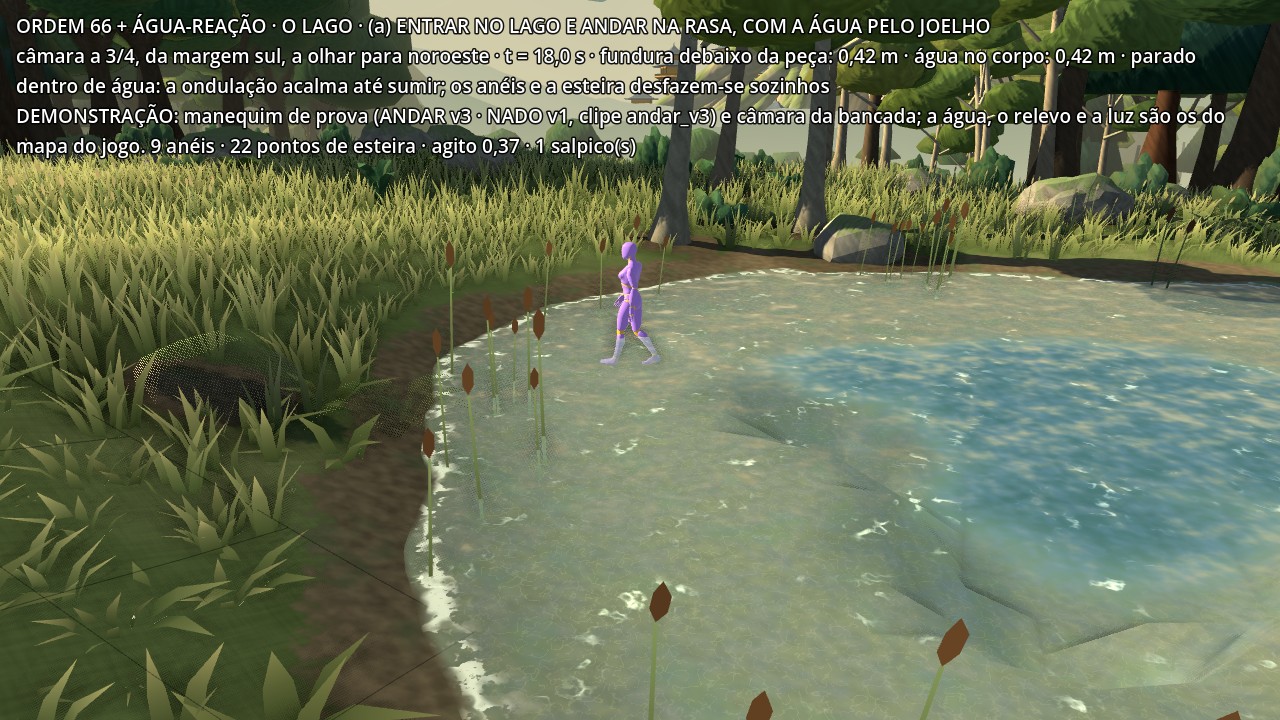 ORDEM 66 + ÁGUA-REAÇÃO · O LAGO · (a) ENTRAR NO LAGO E ANDAR NA RASA, COM A ÁGUA PELO JOELHO
câmara a 3/4, da margem sul, a olhar para noroeste · t = 18,0 s · fundura debaixo da peça: 0,42 m · água no corpo: 0,42 m · parado
dentro de água: a ondulação acalma até sumir; os anéis e a esteira desfazem-se sozinhos
DEMONSTRAÇÃO: manequim de prova (ANDAR v3 · NADO v1, clipe andar_v3) e câmara da bancada; a água, o relevo e a luz são os do
mapa do jogo. 9 anéis · 22 pontos de esteira · agito 0,37 · 1 salpico(s)